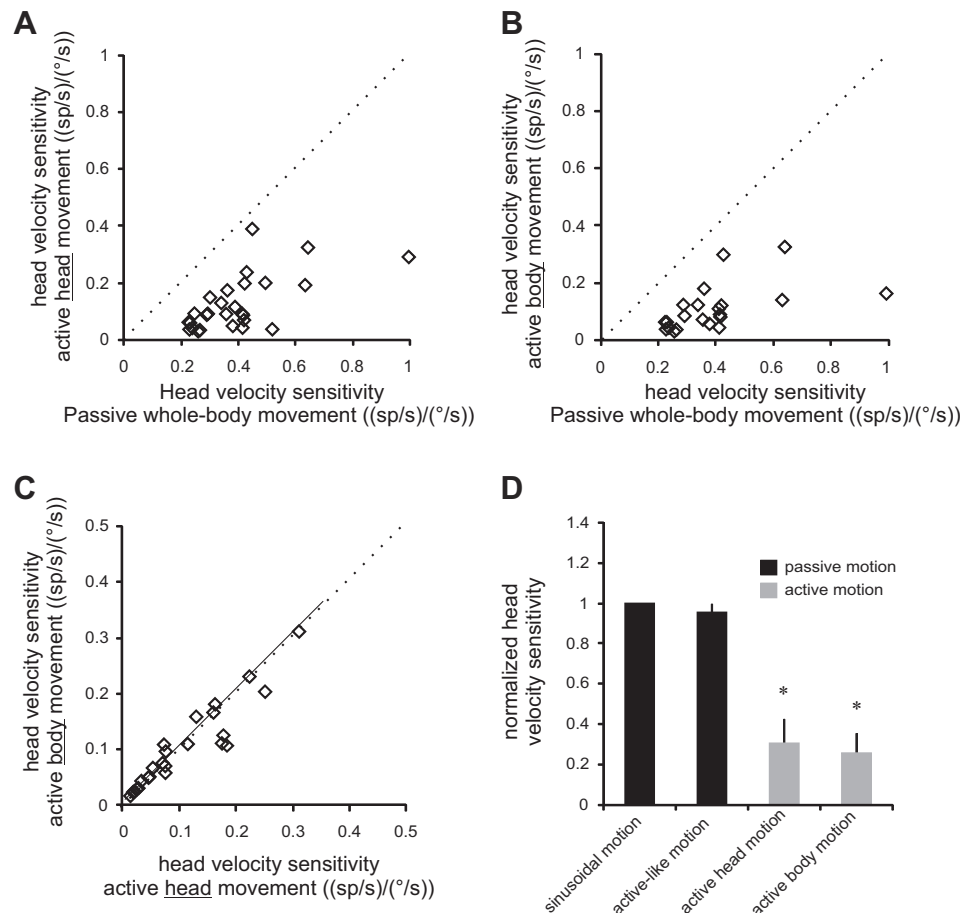 A
head velocity sensitivity
active head movement ((sp/s)/(°/s))
1
0.8
0.6
0.4
0.2
0
0
0.2
0.4
0.6
0.8
1
Head velocity sensitivity
Passive whole-body movement ((sp/s)/(°/s))
B
head velocity sensitivity
active body movement ((sp/s)/(°/s))
1
0.8
0.6
0.4
0.2
0
0
0.2
0.4
0.6
0.8
1
head velocity sensitivity
Passive whole-body movement ((sp/s)/(°/s))
C
head velocity sensitivity
active body movement ((sp/s)/(°/s))
0.5
0.4
0.3
0.2
0.1
0
0
0.1
0.2
0.3
0.4
0.5
head velocity sensitivity
active head movement ((sp/s)/(°/s))
D
normalized head
velocity sensitivity
1.4
1.2
1
0.8
0.6
0.4
0.2
0
passive motion
active motion
*
*
sinusoidal motion
active-like motion
active head motion
active body motion